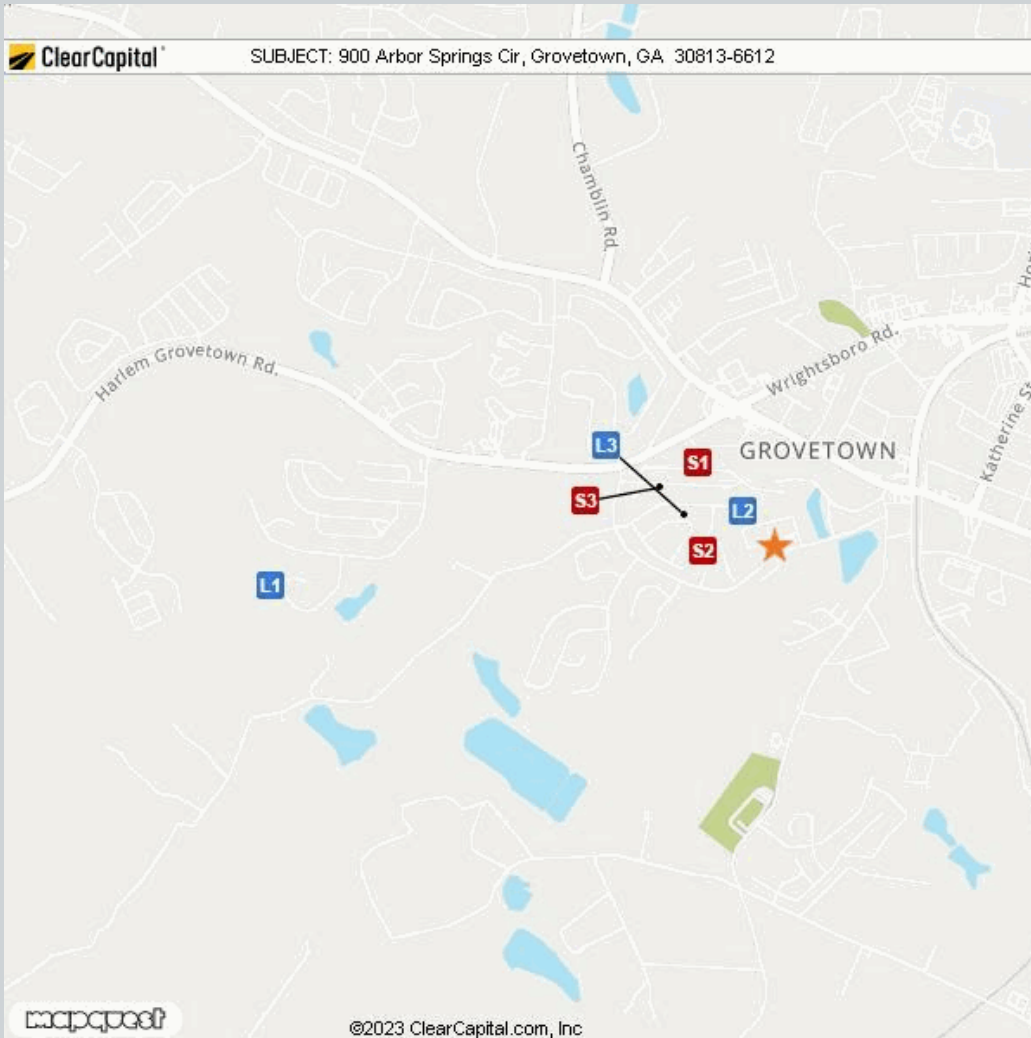 ClearCapital
SUBJECT: 900 Arbor Springs Cir, Grovetown, GA 30813-6612
Chamblin Rd.
Harlem Grovetown Rd.
Wrightsboro Rd.
Katherine St
GROVETOWN
L3
S1
S3
L2
S2
L1
mapquest
©2023 ClearCapital.com, Inc